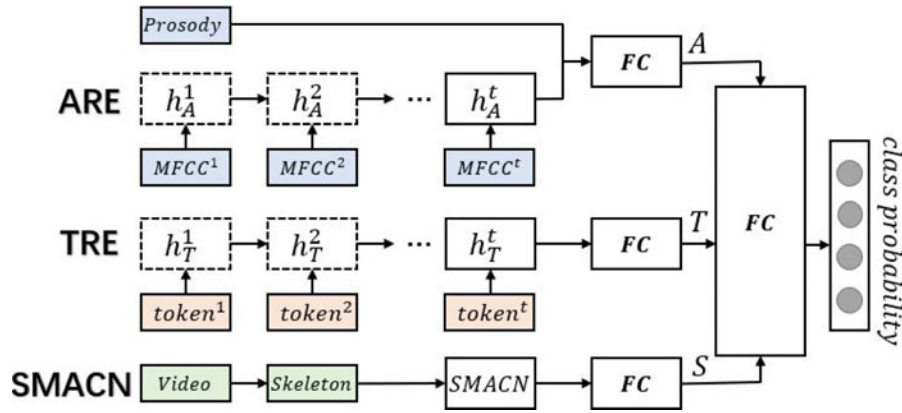 Prosody
FC
A
ARE
h_A^1
h_A^2
...
h_A^t
MFCC^1
MFCC^2
MFCC^t
TRE
h_T^1
h_T^2
...
h_T^t
FC
T
FC
class probability
token^1
token^2
token^t
SMACN
Video
Skeleton
SMACN
FC
S